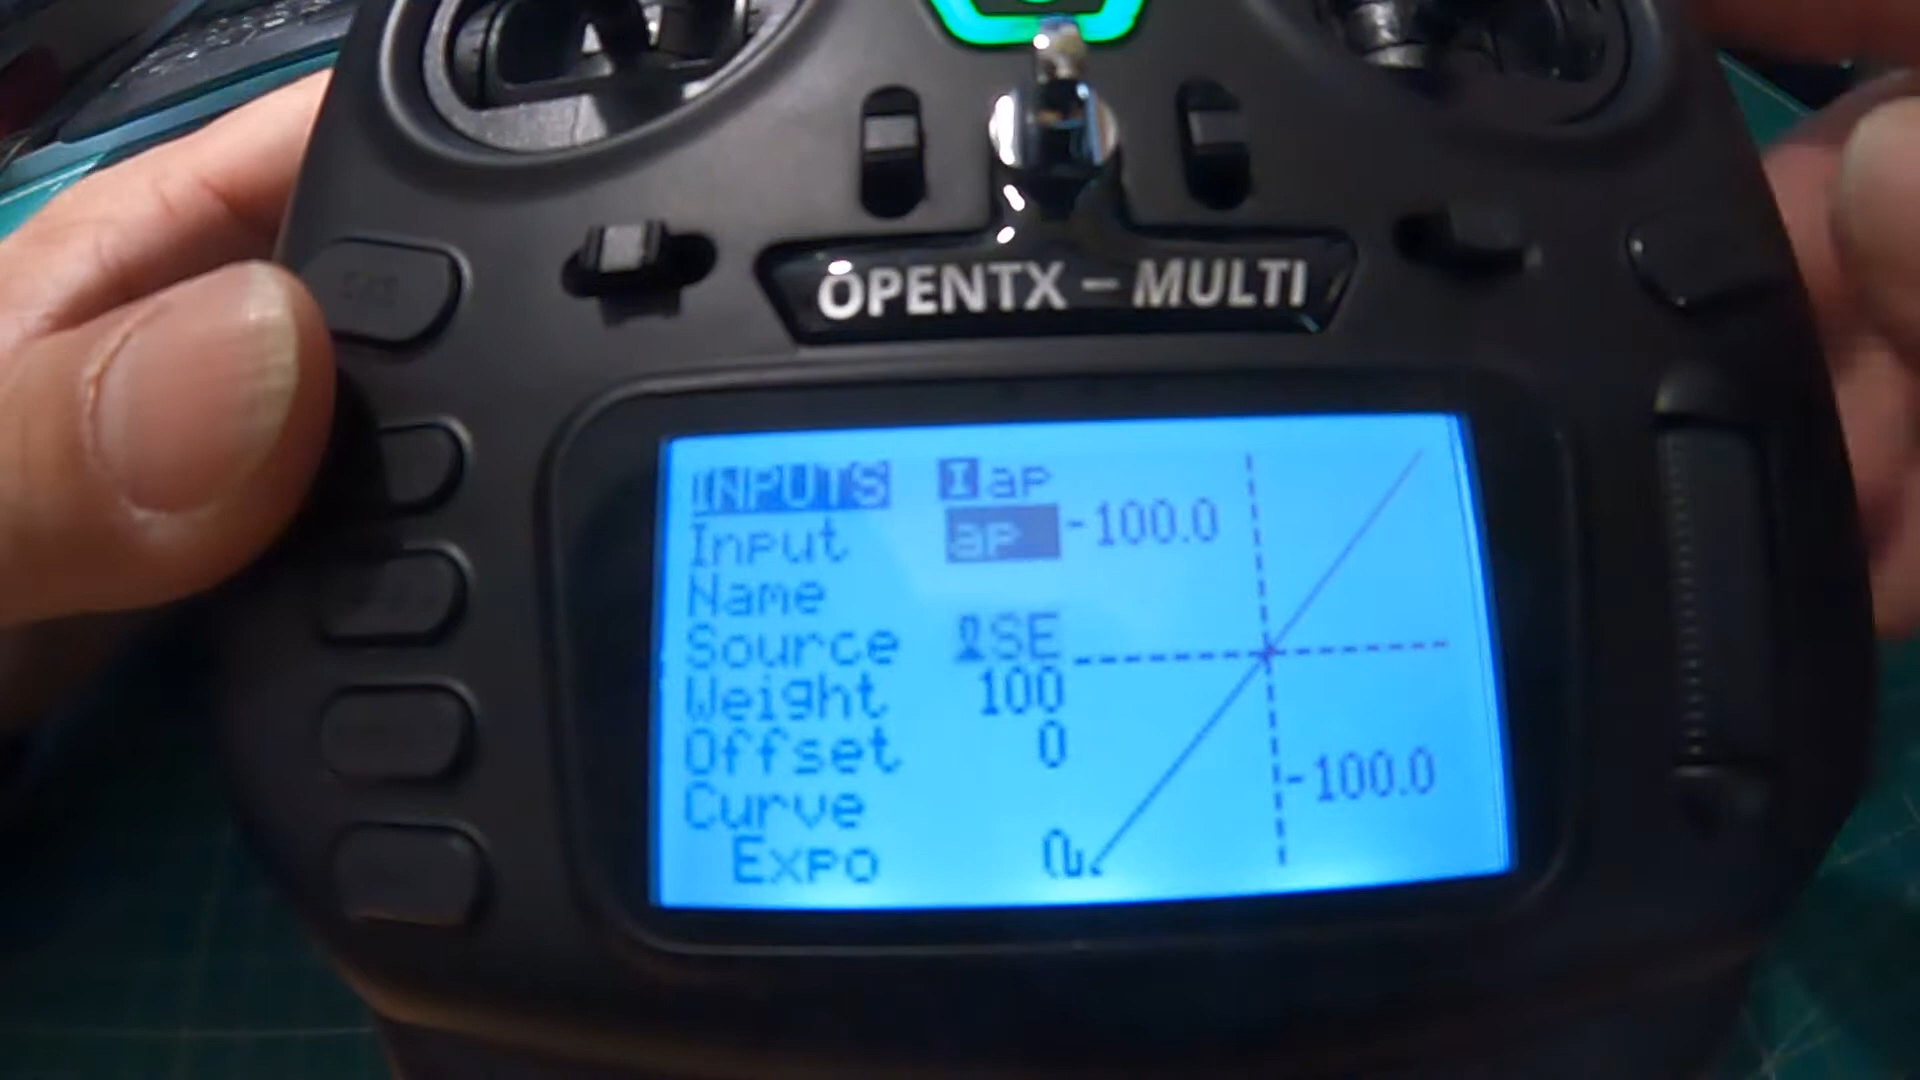 OPENTX – MULTI
INPUTS I ap
Input ap -100.0
Name
Source SE
Weight 100
Offset 0
-100.0
Curve
Expo 0